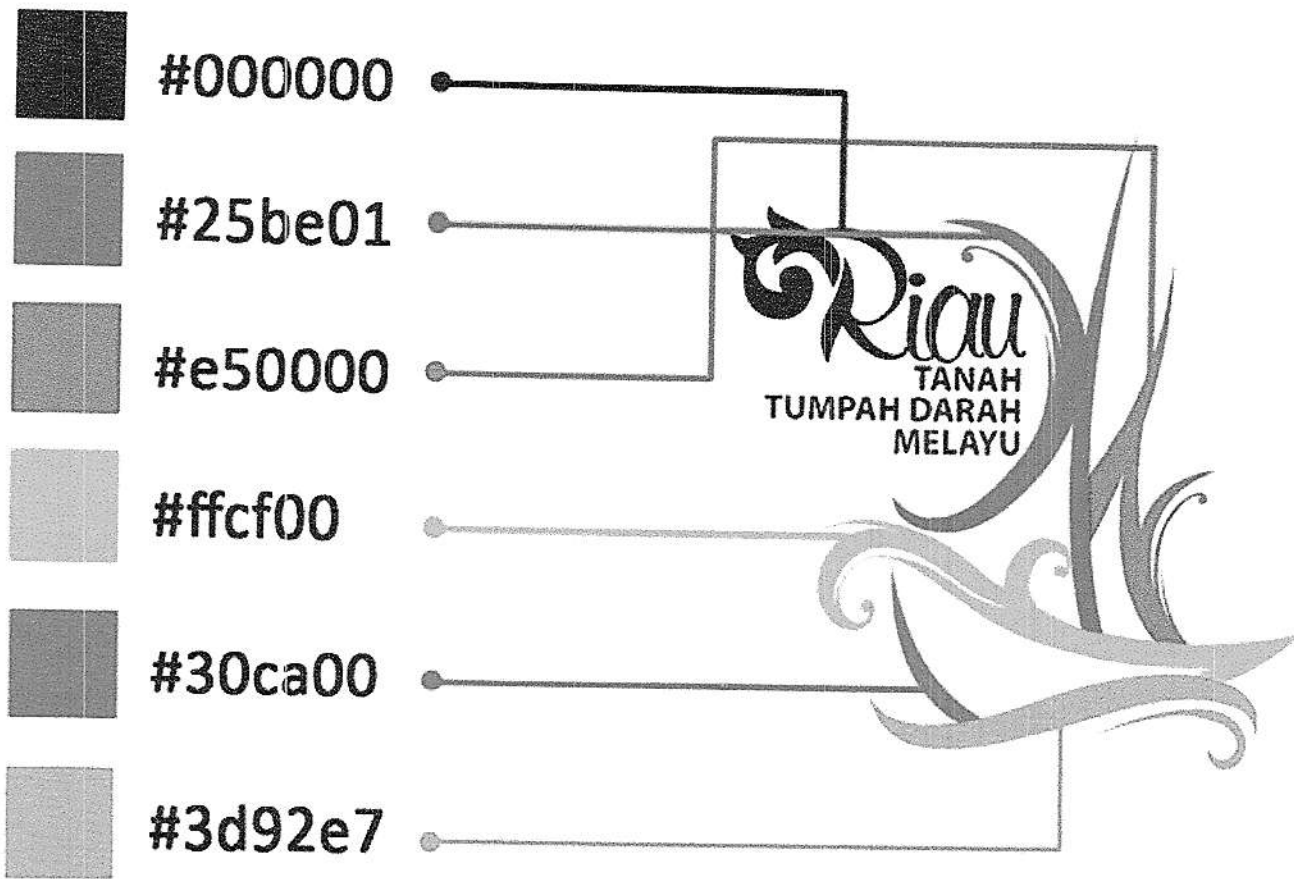 #000000
#25be01
#e50000
#ffcf00
#30ca00
#3d92e7
Riau
TANAH
TUMPAH DARAH
MELAYU